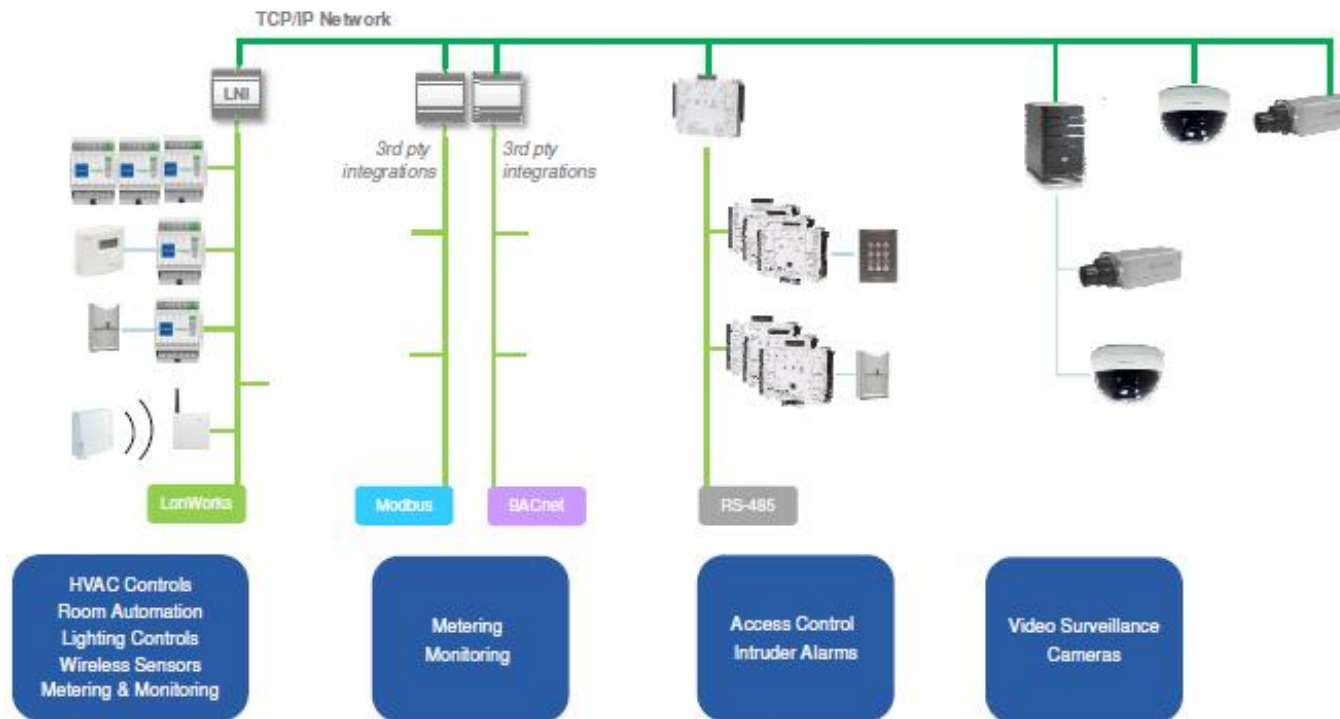 TCP/IP Network
LNI
3rd pty
integrations
3rd pty
integrations
LonWorks
Modbus
BACnet
RS-485
HVAC Controls
Room Automation
Lighting Controls
Wireless Sensors
Metering & Monitoring
Metering
Monitoring
Access Control
Intruder Alarms
Video Surveillance
Cameras